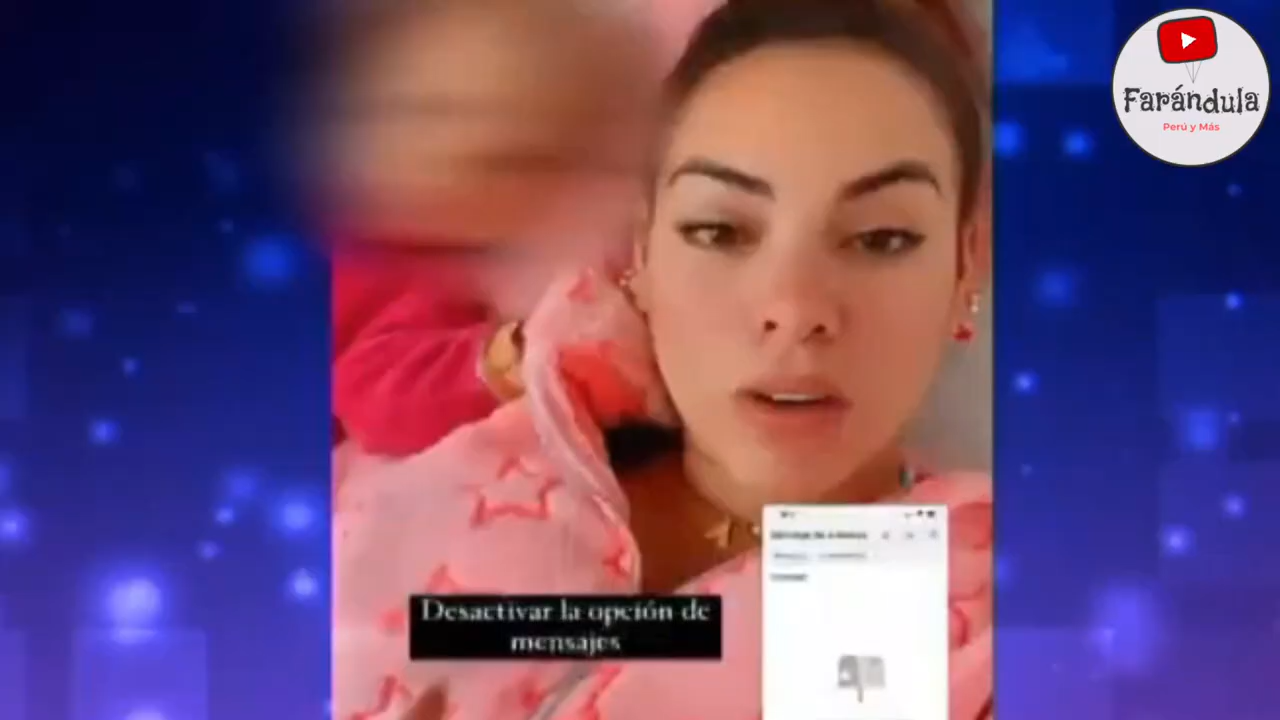 Farándula
Perú y Más
Desactivar la opción de
mensajes